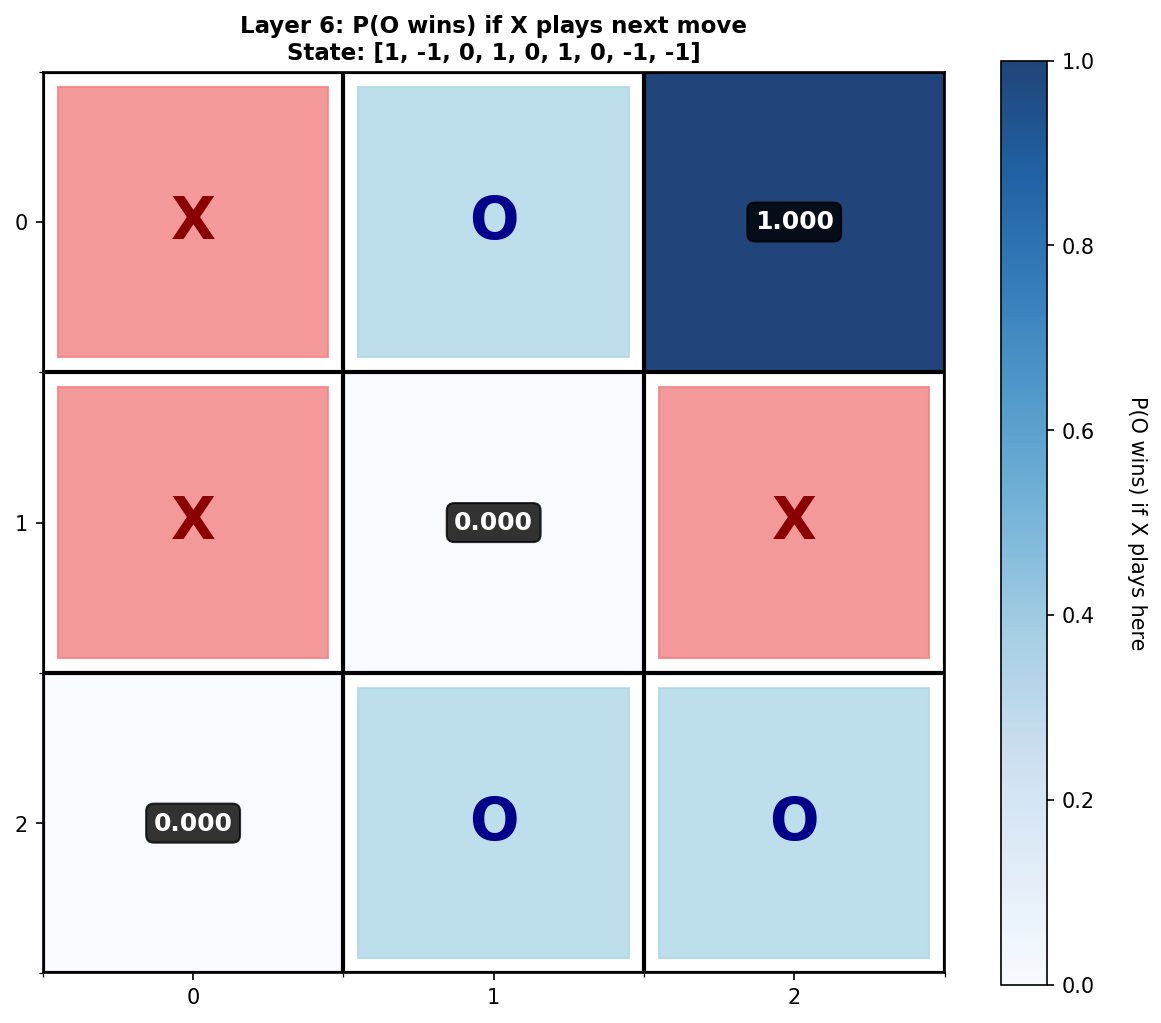 Layer 6: P(O wins) if X plays next move
State: [1, -1, 0, 1, 0, 1, 0, -1, -1]
0
X
O
1.000
1
X
0.000
X
2
0.000
O
O
0
1
2
1.0
0.8
0.6
0.4
0.2
0.0
P(O wins) if X plays here